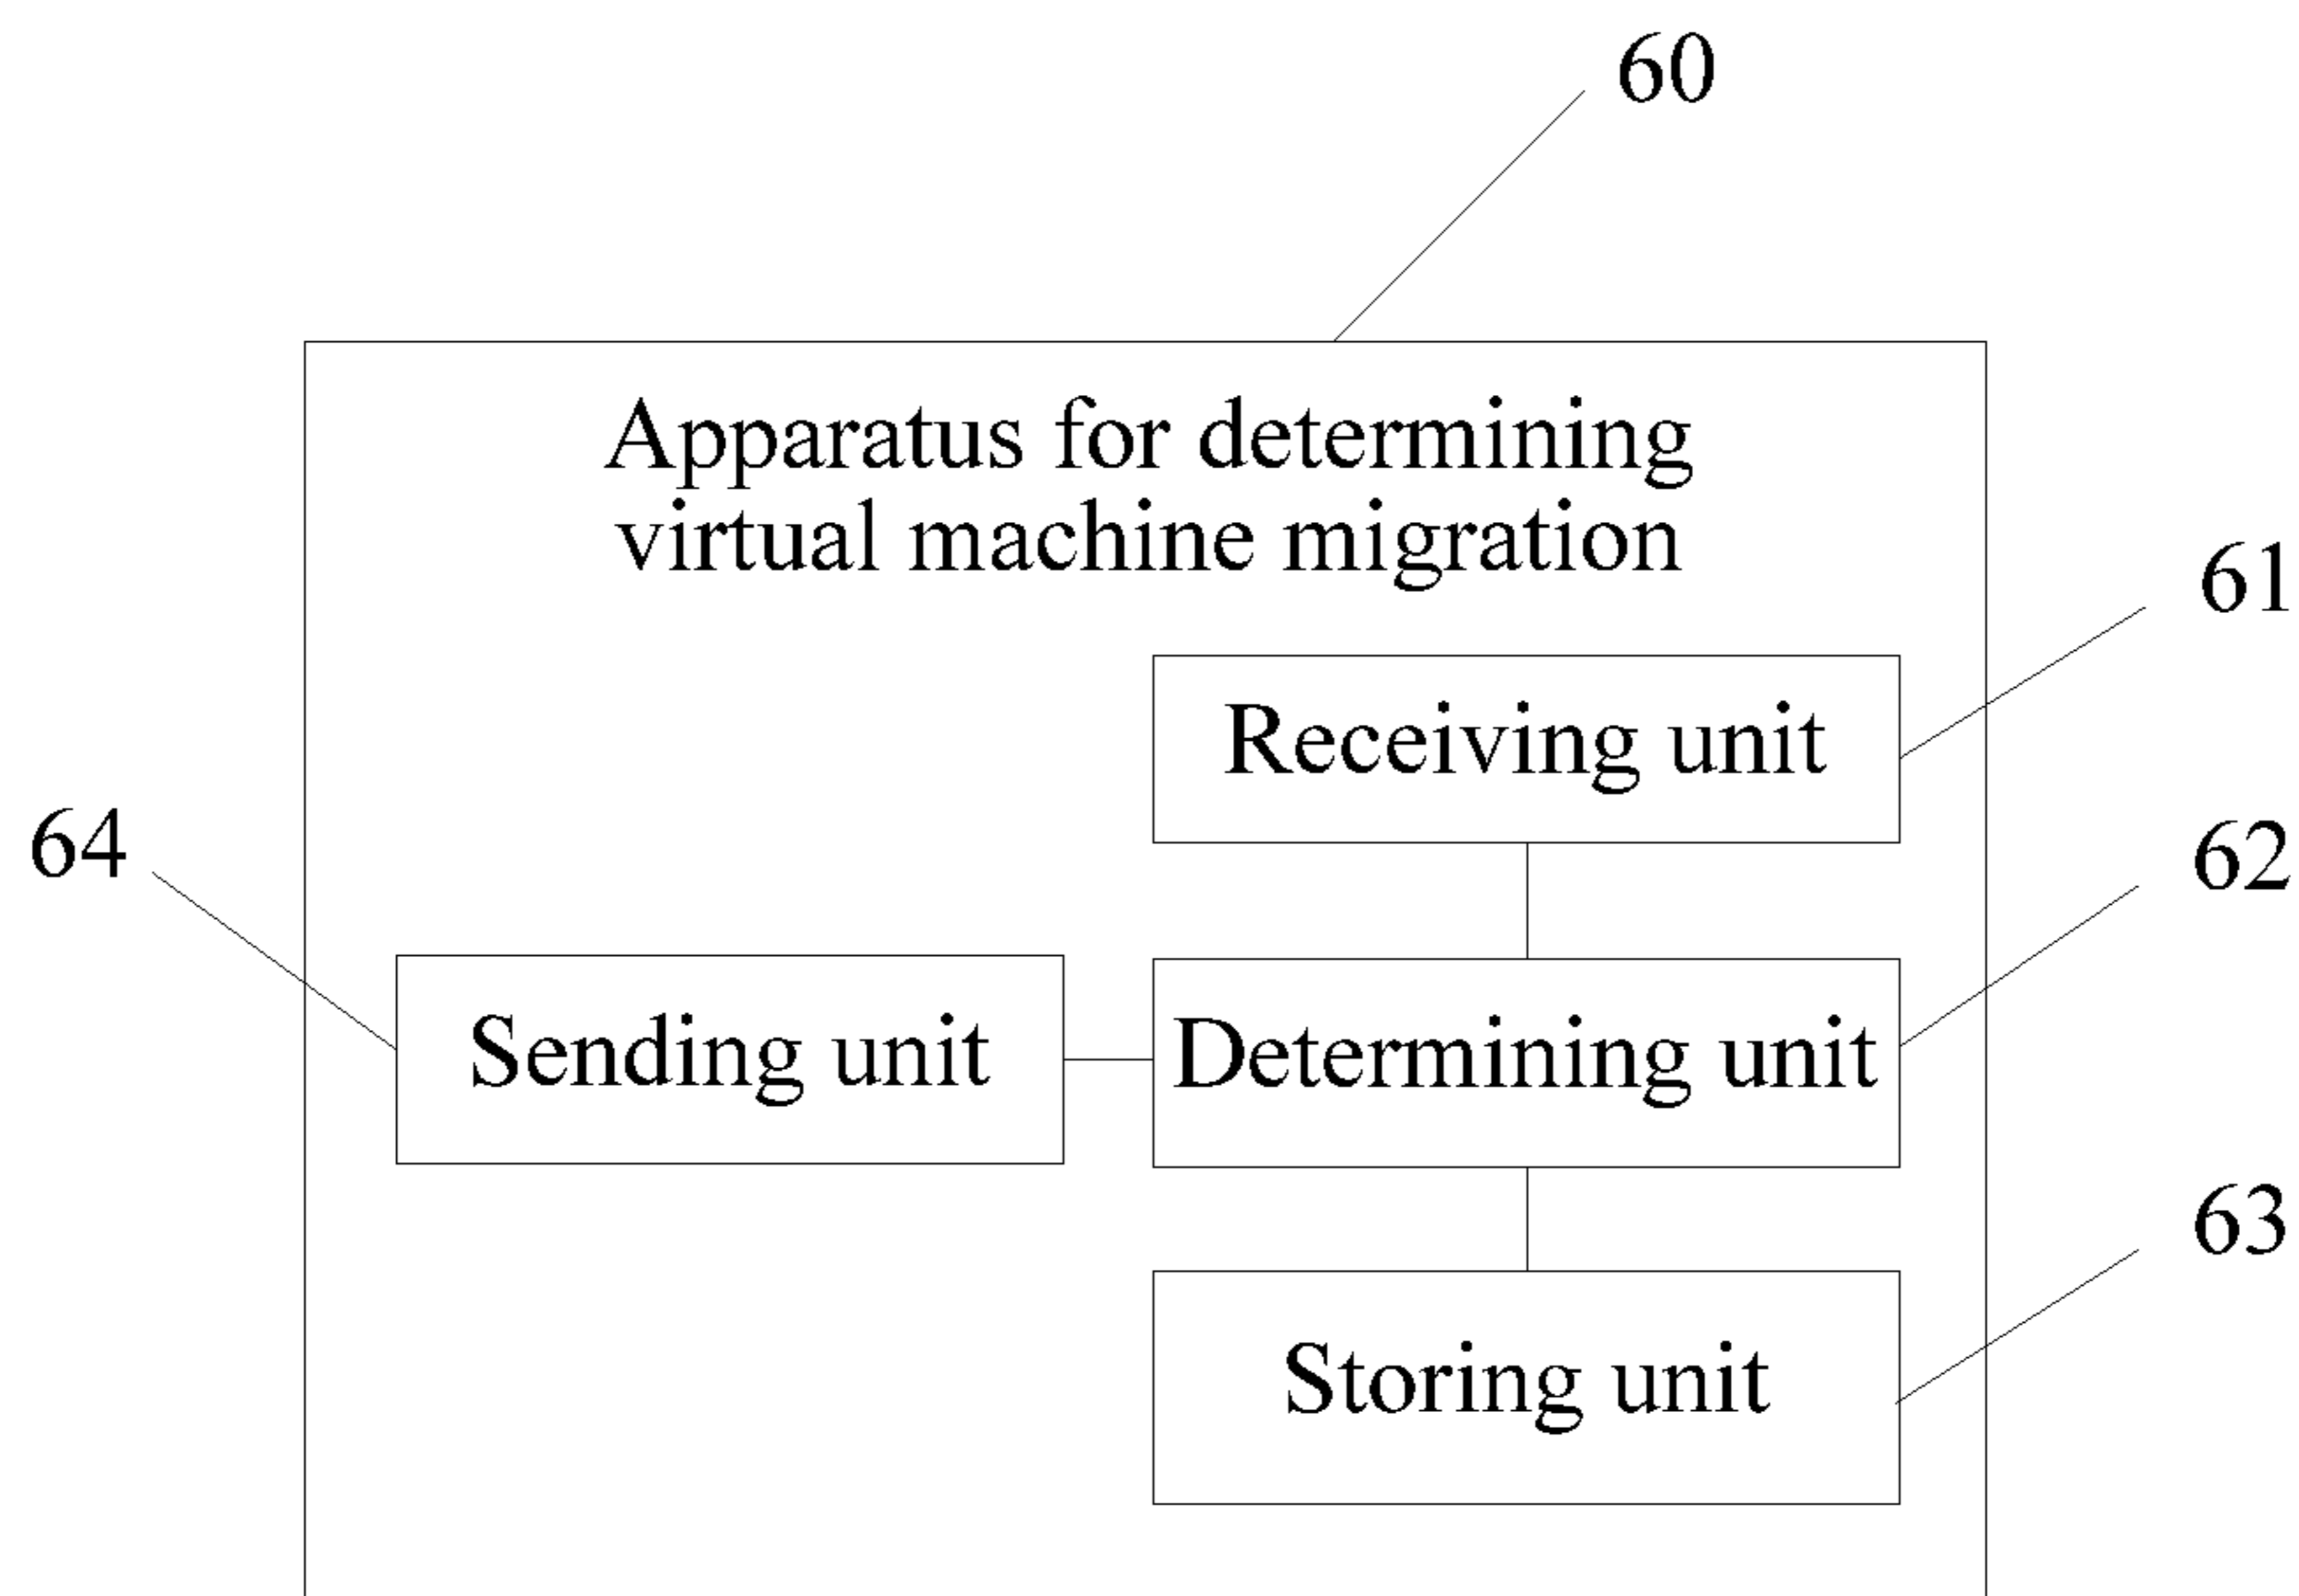 60
Apparatus for determining
virtual machine migration
61
Receiving unit
64
62
Sending unit
Determining unit
63
Storing unit